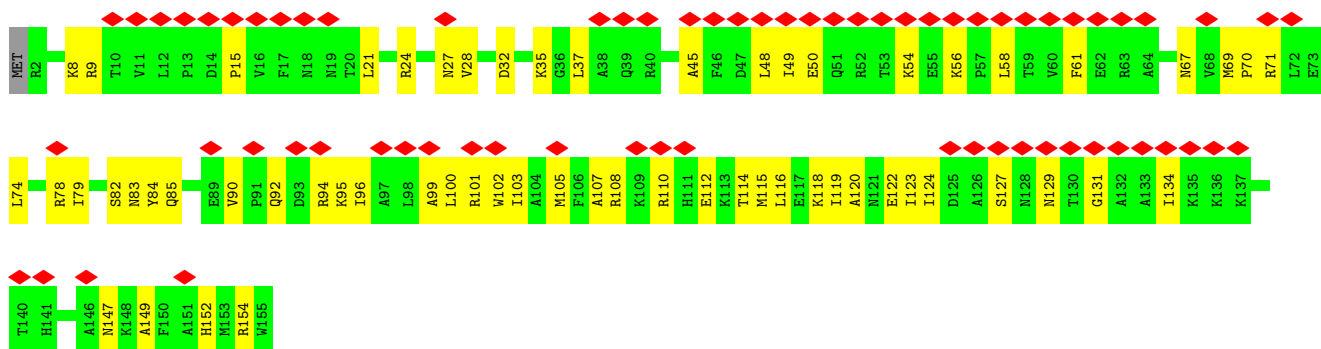 MET R2 K8 R9 T10 V11 L12 P13 D14 P15 V16 F17 N18 N19 T20 L21 R24 N27 V28 D32 K35 G36 L37 A38 Q39 R40 A45 F46 D47 L48 I49 E50 Q51 R52 T53 K54 E55 K56 P57 L58 T59 V60 F61 E62 R63 A64 N67 V68 M69 P70 R71 L72 E73
L74 R78 I79 S82 N83 Y84 Q85 E89 V90 P91 Q92 D93 R94 K95 I96 A97 L98 A99 L100 R101 W102 I103 A104 M105 F106 A107 R108 K109 R110 H111 E112 K113 T114 M115 L116 E117 K118 I119 A120 N121 E122 I123 I124 D125 A126 S127 N128 N129 T130 G131 A132 A133 I134 K135 K136 K137
T140 H141 A146 N147 K148 A149 F150 A151 H152 M153 R154 W155